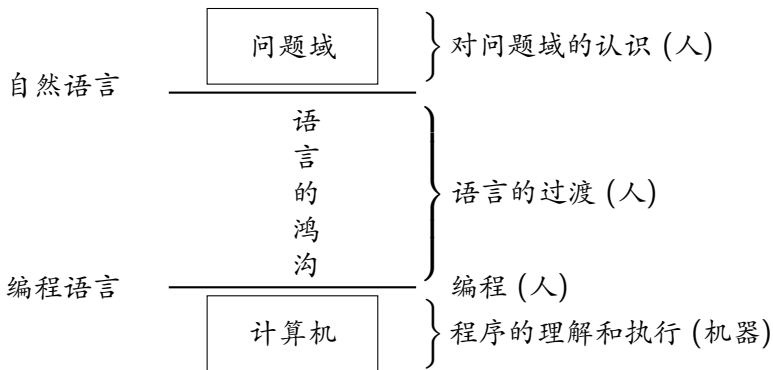 问题域
对问题域的认识 (人)
自然语言
语
言
的
鸿
沟
语言的过渡 (人)
编程语言
编程 (人)
计算机
程序的理解和执行 (机器)